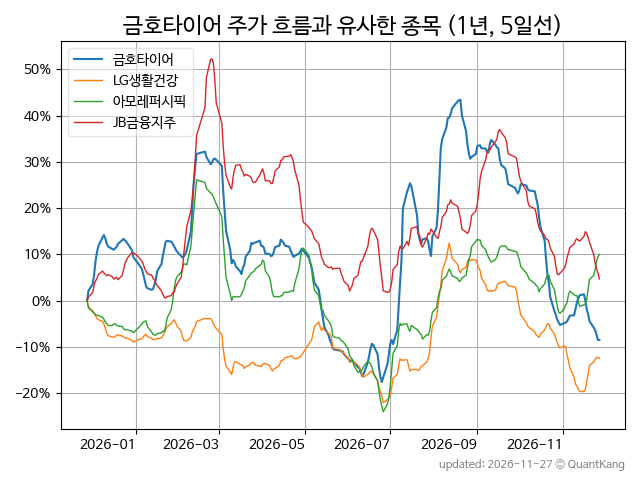 금호타이어 주가 흐름과 유사한 종목 (1년, 5일선)
금호타이어
LG생활건강
아모레퍼시픽
JB금융지주
50%
40%
30%
20%
10%
0%
−10%
−20%
2026-01 2026-03 2026-05 2026-07 2026-09 2026-11
updated: 2026-11-27 © QuantKang